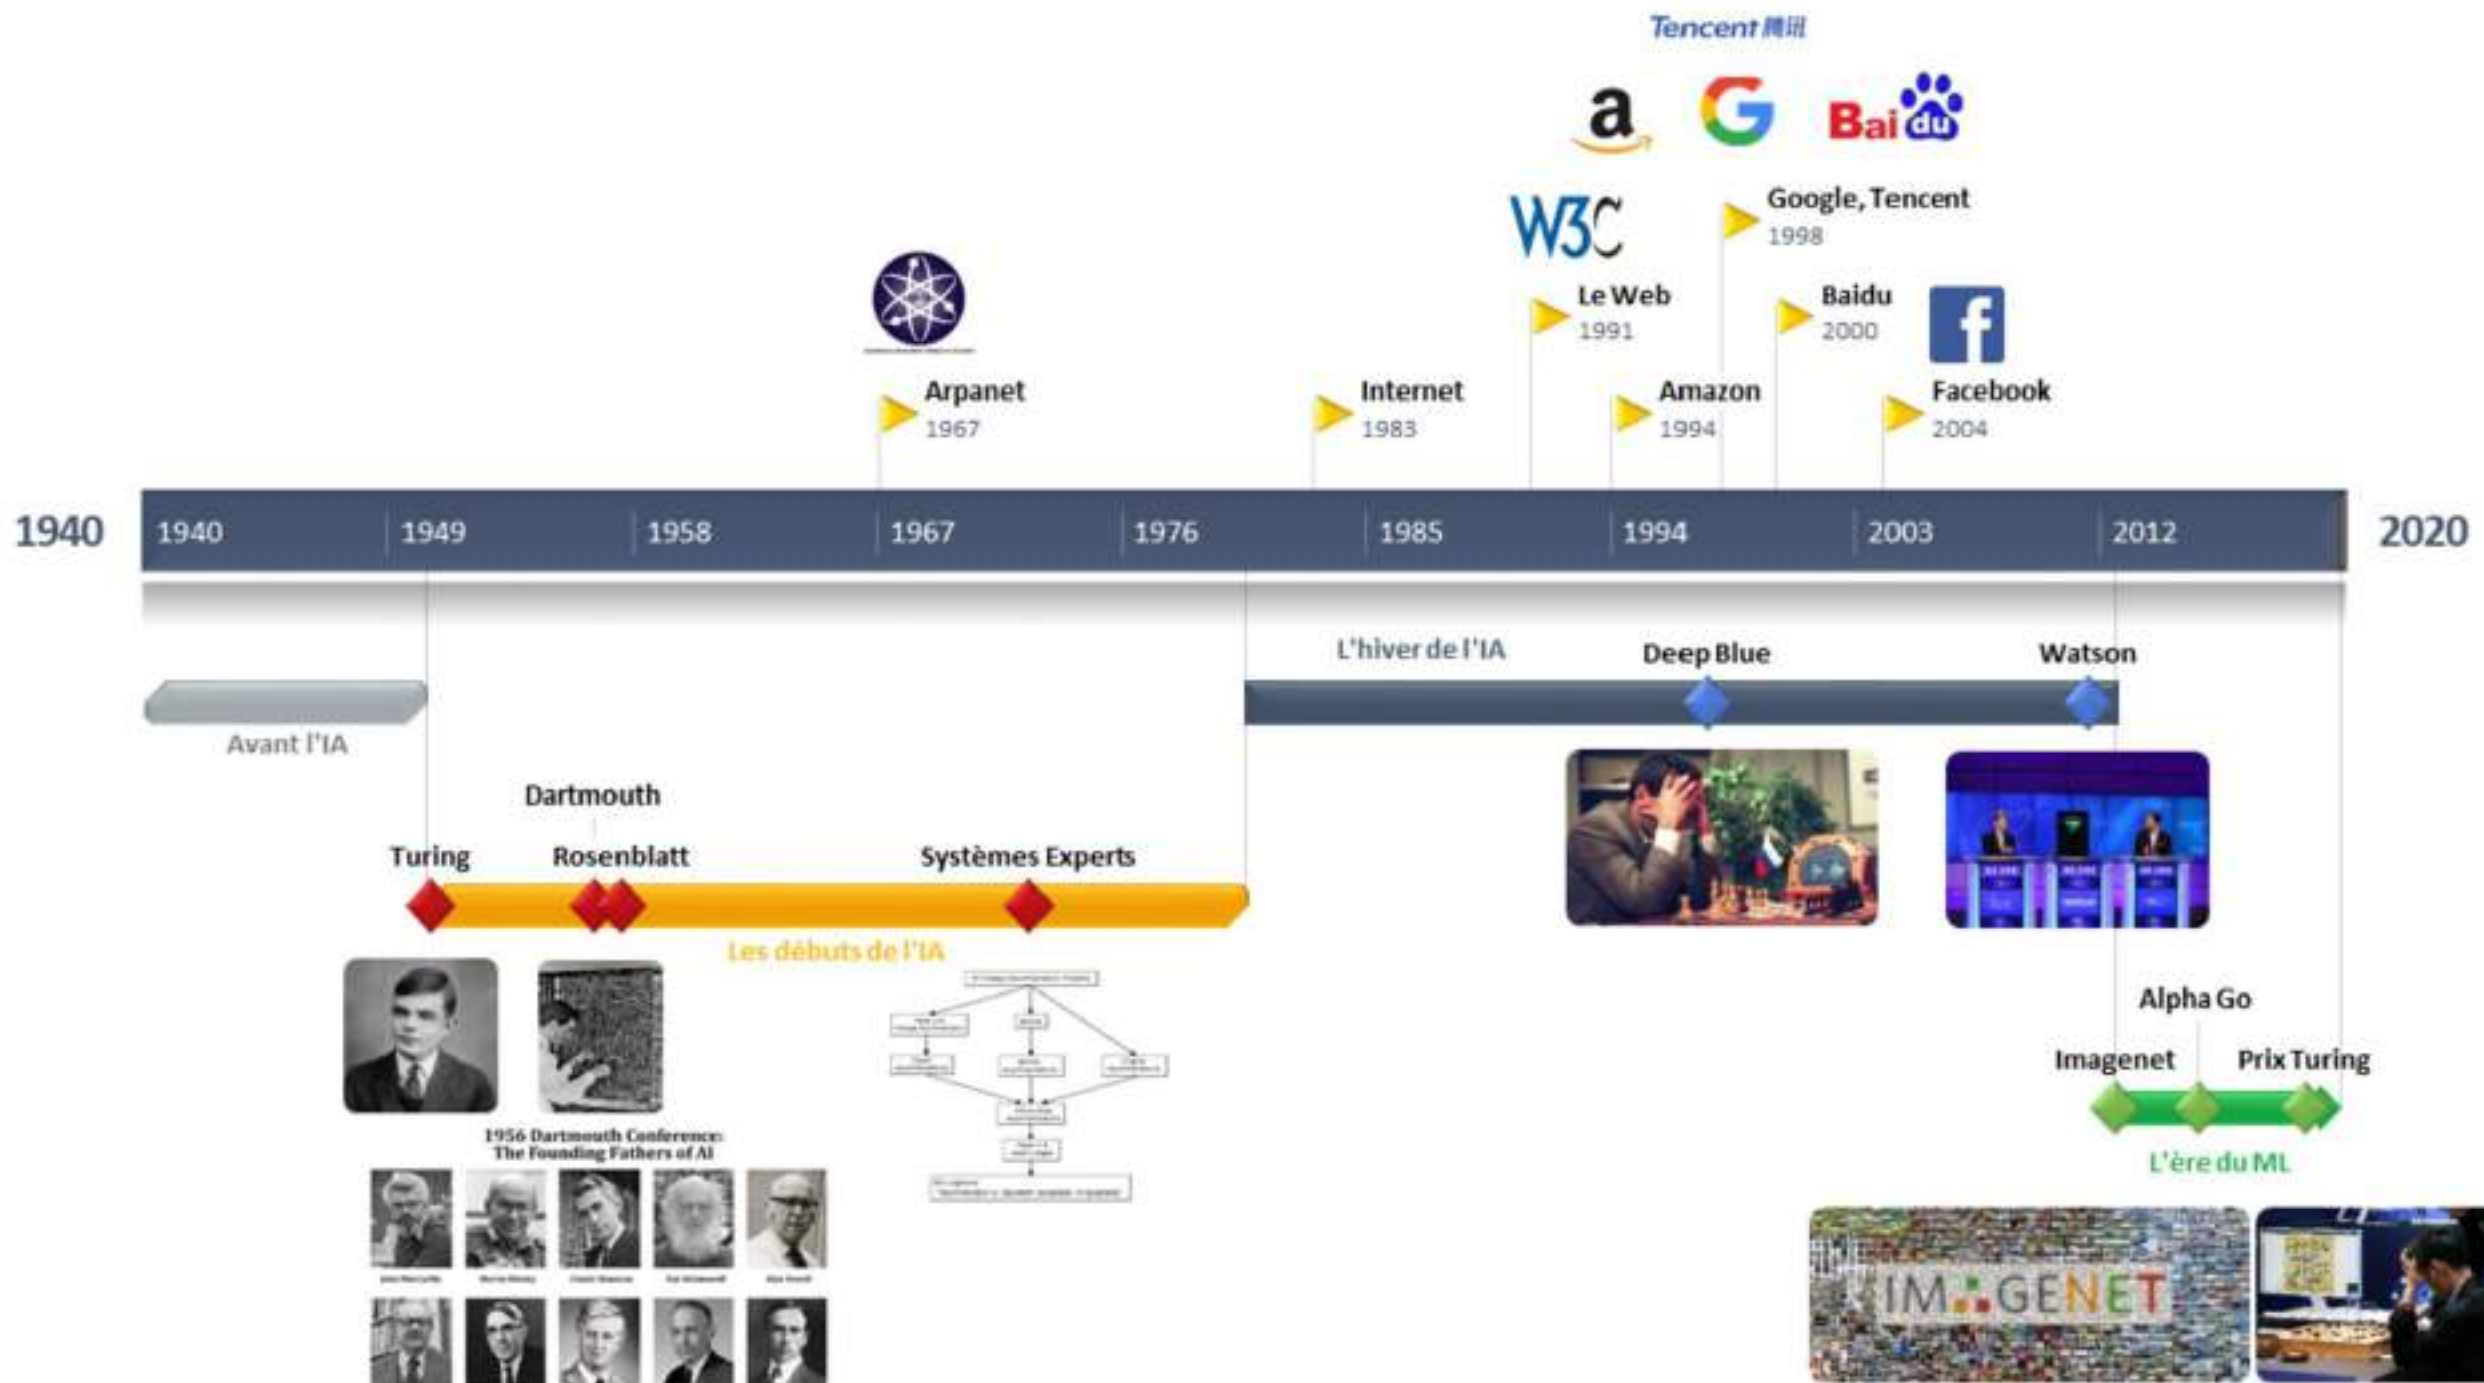 Tencent 腾讯
a
G
Baidu
W3C
Google, Tencent
1998
Le Web
1991
Baidu
2000
f
Arpanet
1967
Internet
1983
Amazon
1994
Facebook
2004
1940
1940
1949
1958
1967
1976
1985
1994
2003
2012
2020
L'hiver de l'IA
Deep Blue
Watson
Avant l'IA
Dartmouth
Turing
Rosenblatt
Systèmes Experts
Les débuts de l'IA
Alpha Go
Imagenet
Prix Turing
L'ère du ML
1956 Dartmouth Conference:
The Founding Fathers of AI
IMAGENET